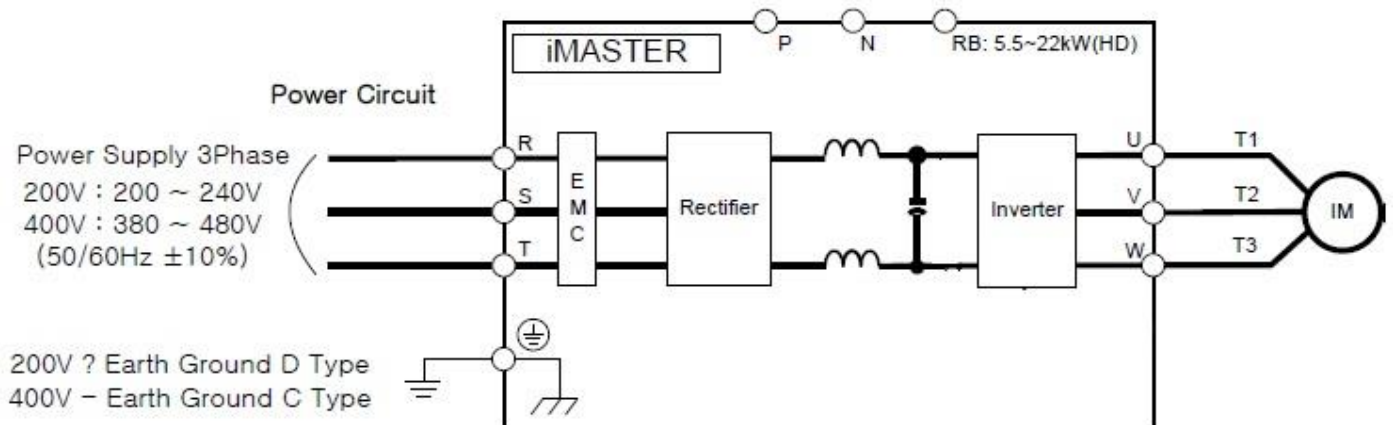 P
N
RB: 5.5~22kW(HD)
iMASTER
Power Circuit
Power Supply 3Phase
200V : 200 ~ 240V
400V : 380 ~ 480V
(50/60Hz ±10%)
R
S
T
EMC
Rectifier
Inverter
U
V
W
T1
T2
T3
IM
200V ? Earth Ground D Type
400V - Earth Ground C Type